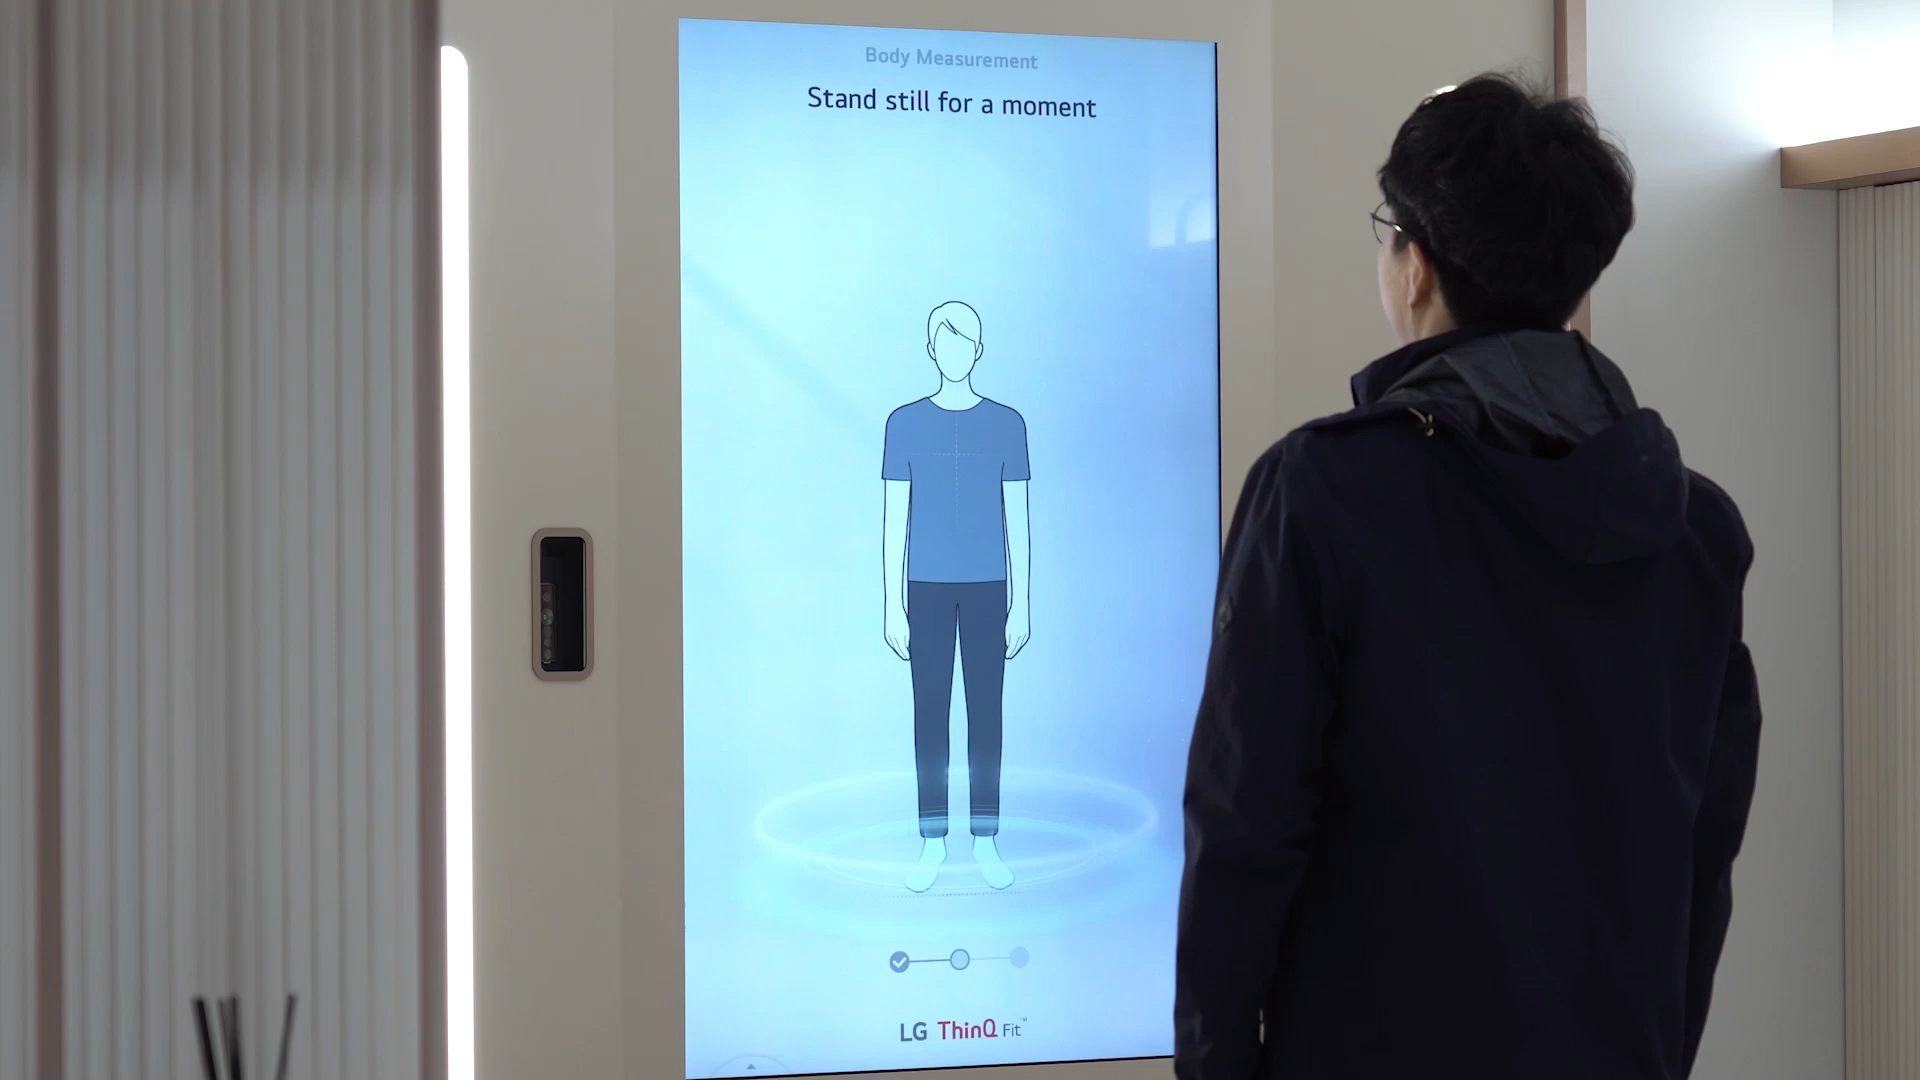 Body Measurement
Stand still for a moment
LG ThinQ Fit™